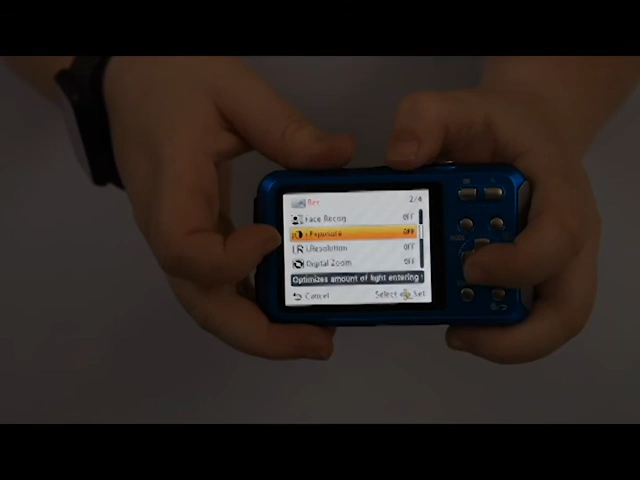 Rec 2/4
Face Recog OFF
i.Exposure OFF
I.Resolution OFF
Digital Zoom OFF
Optimizes amount of light entering
Cancel Select Set